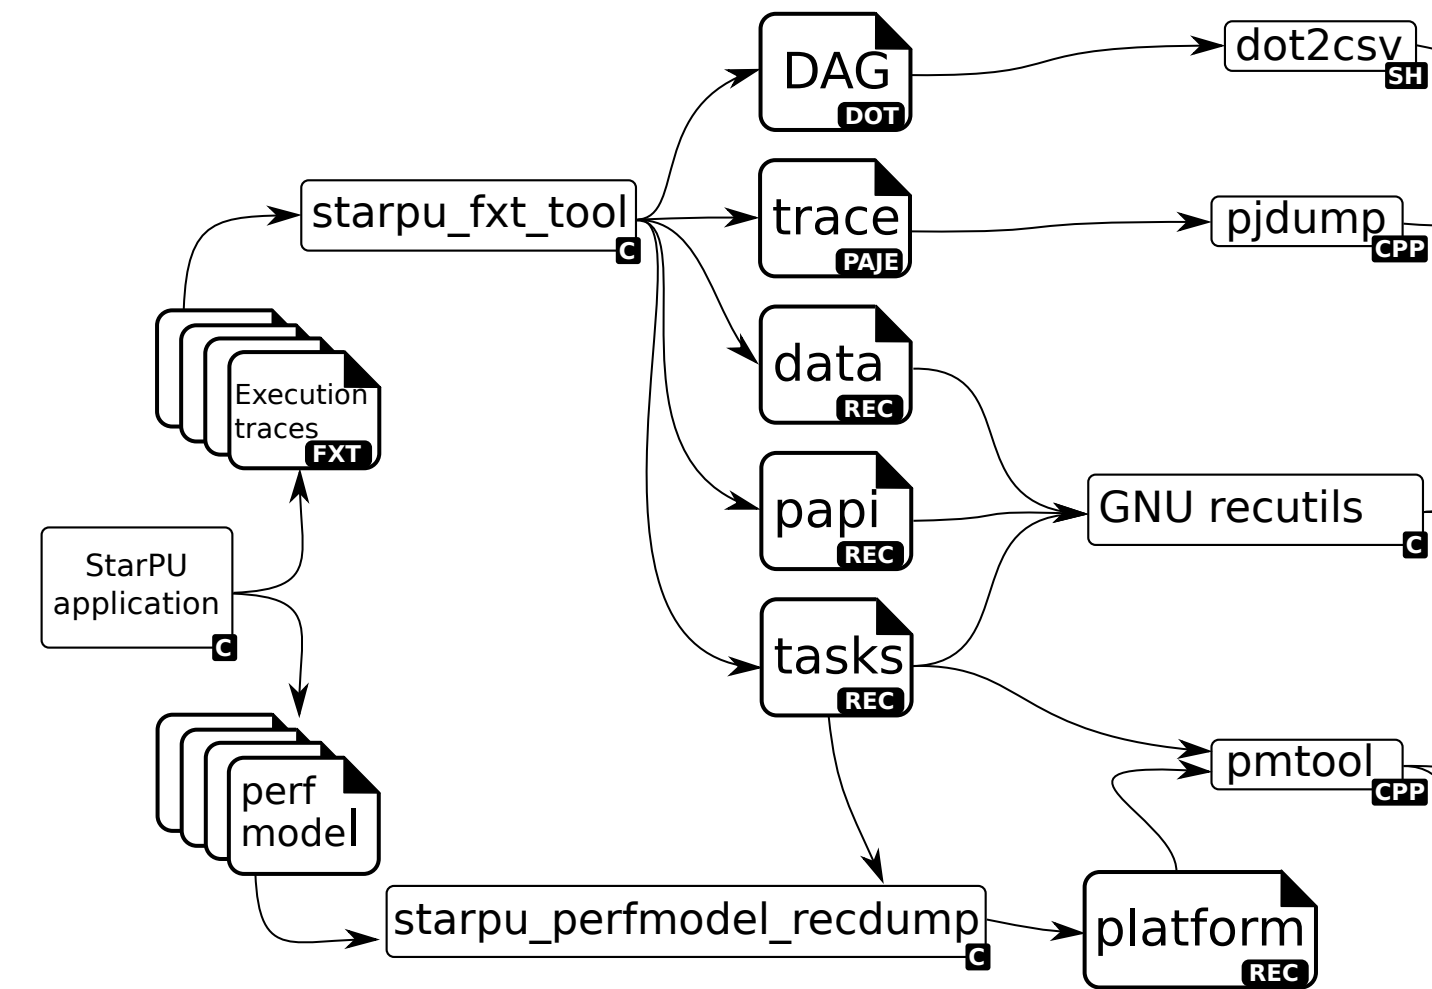 DAG
DOT
dot2csv
SH
starpu_fxt_tool
C
trace
PAJE
pjdump
CPP
Execution
traces
FXT
data
REC
papi
REC
GNU recutils
C
StarPU
application
C
tasks
REC
pmtool
CPP
perf
model
starpu_perfmodel_recdump
C
platform
REC